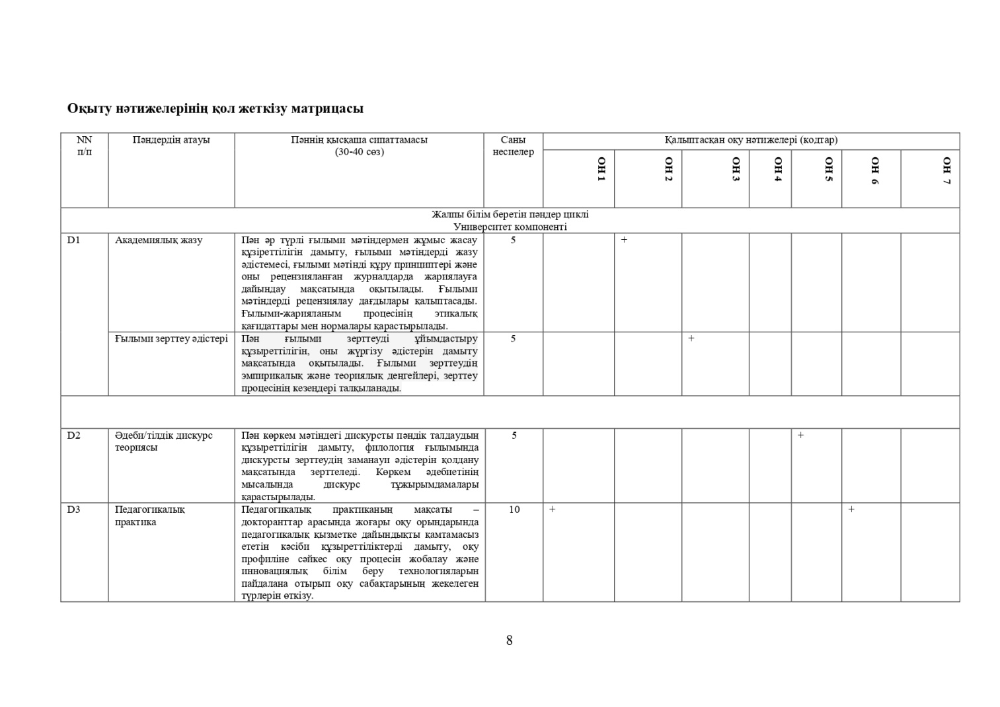 Оқыту нәтижелерінің қол жеткізу матрицасы
NN
п/п
Пәндердің атауы
Пәннің қысқаша сипаттамасы
(30-40 сөз)
Саны
несиелер
Қалыптасқан оқу нәтижелері (кодтар)
ОН 1
ОН 2
ОН 3
ОН 4
ОН 5
ОН 6
ОН 7
Жалпы білім беретін пәндер циклі
Университет компоненті
D1
Академиялық жазу
Пән әр түрлі ғылыми мәтіндермен жұмыс жасау
құзіреттілігін дамыту, ғылыми мәтіндерді жазу
әдістемесі, ғылыми мәтінді құру принциптері және
оны рецензияланған журналдарда жариялауға
дайындау мақсатында оқытылады. Ғылыми
мәтіндерді рецензиялау дағдылары қалыптасады.
Ғылыми-жарияланым процесінің этикалық
қағидаттары мен нормалары қарастырылады.
5
+
Ғылыми зерттеу әдістері
Пән ғылыми зерттеуді ұйымдастыру
құзыреттілігін, оны жүргізу әдістерін дамыту
мақсатында оқытылады. Ғылыми зерттеудің
эмпирикалық және теориялық деңгейлері, зерттеу
процесінің кезеңдері талқыланады.
5
+
D2
Әдеби/тілдік дискурс
теориясы
Пән көркем мәтіндегі дискурсты пәндік талдаудың
құзыреттілігін дамыту, филология ғылымында
дискурсты зерттеудің заманауи әдістерін қолдану
мақсатында зерттеледі. Көркем әдебиетінің
мысалында дискурс тұжырымдамалары
қарастырылады.
5
+
D3
Педагогикалық
практика
Педагогикалық практиканың мақсаты –
докторанттар арасында жоғары оқу орындарында
педагогикалық қызметке дайындықты қамтамасыз
ететін кәсіби құзыреттіліктерді дамыту, оқу
профиліне сәйкес оқу процесін жобалау және
инновациялық білім беру технологияларын
пайдалана отырып оқу сабақтарының жекелеген
түрлерін өткізу.
10
+
+
8